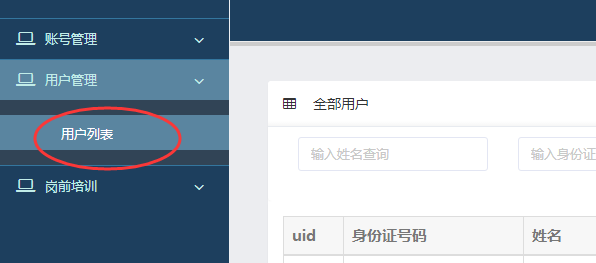 账号管理
用户管理
用户列表
岗前培训
全部用户
输入姓名查询
输入身份证
uid 身份证号码 姓名